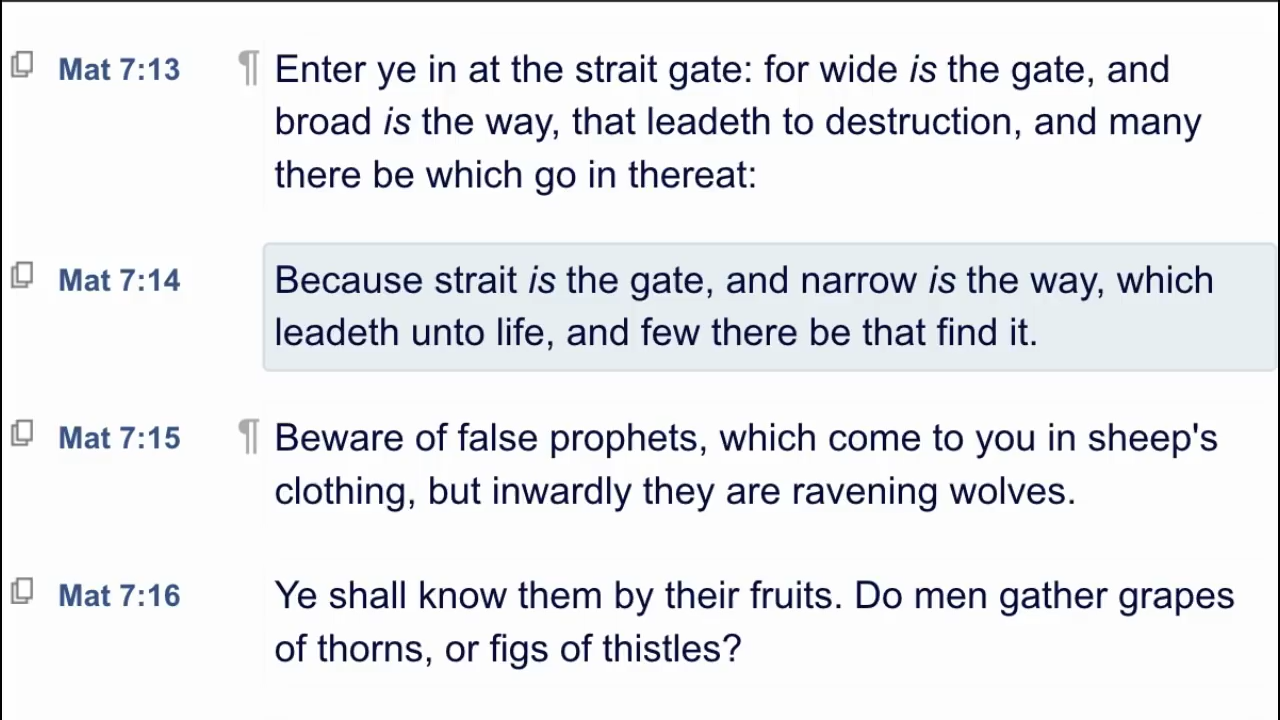 Mat 7:13 ¶ Enter ye in at the strait gate: for wide is the gate, and
broad is the way, that leadeth to destruction, and many
there be which go in thereat:
Mat 7:14 Because strait is the gate, and narrow is the way, which
leadeth unto life, and few there be that find it.
Mat 7:15 ¶ Beware of false prophets, which come to you in sheep's
clothing, but inwardly they are ravening wolves.
Mat 7:16 Ye shall know them by their fruits. Do men gather grapes
of thorns, or figs of thistles?